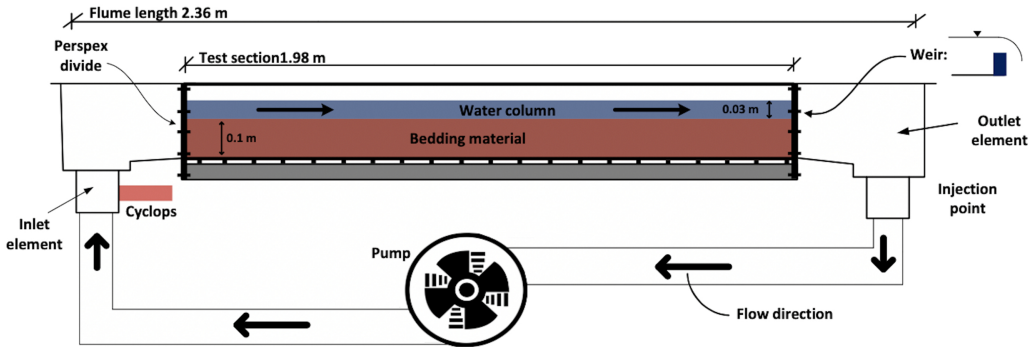 Flume length 2.36 m
Perspex
divide
Test section1.98 m
Weir:
Water column
0.03 m
0.1 m
Bedding material
Outlet
element
Cyclops
Inlet
element
Injection
point
Pump
Flow direction